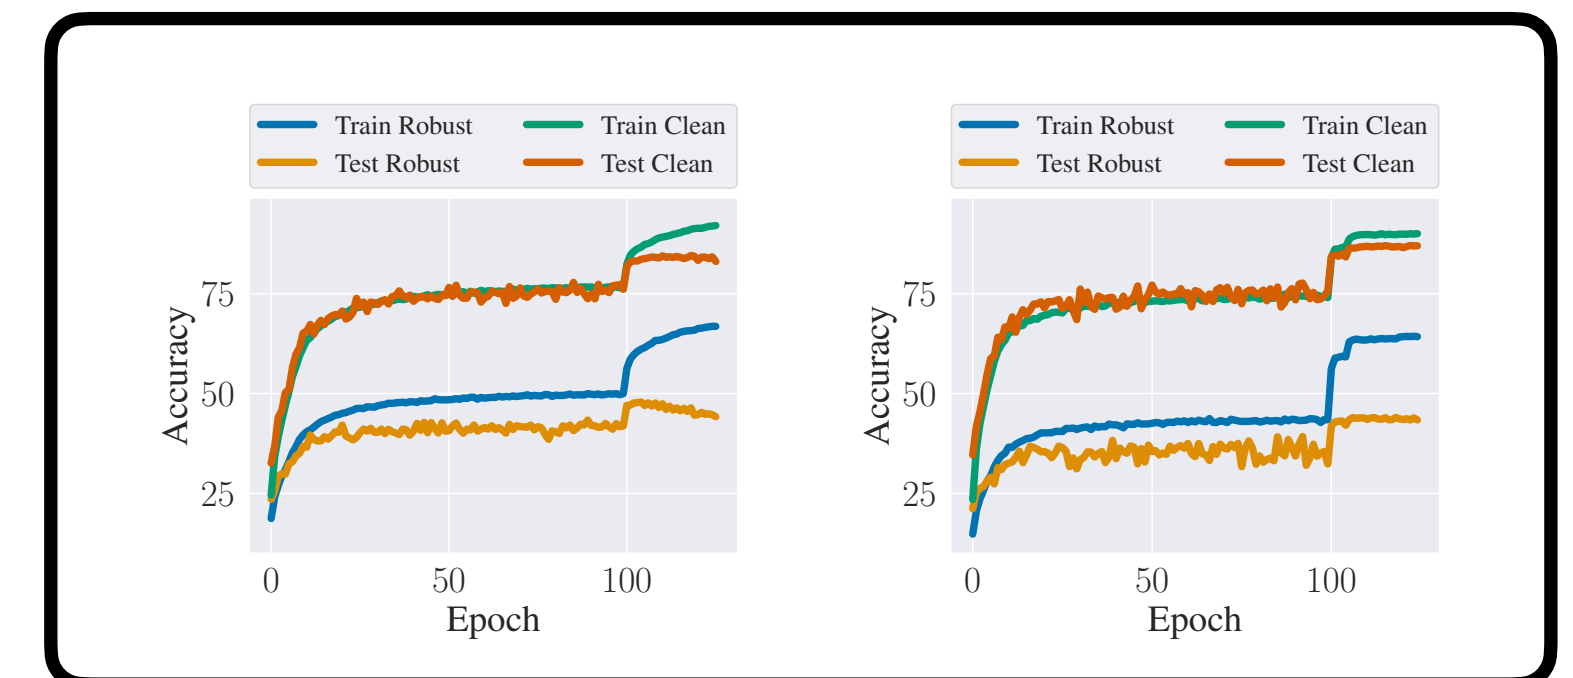 Train Robust Train Clean
Test Robust Test Clean
75
50
25
Accuracy
0 50 100
Epoch
Train Robust Train Clean
Test Robust Test Clean
75
50
25
Accuracy
0 50 100
Epoch